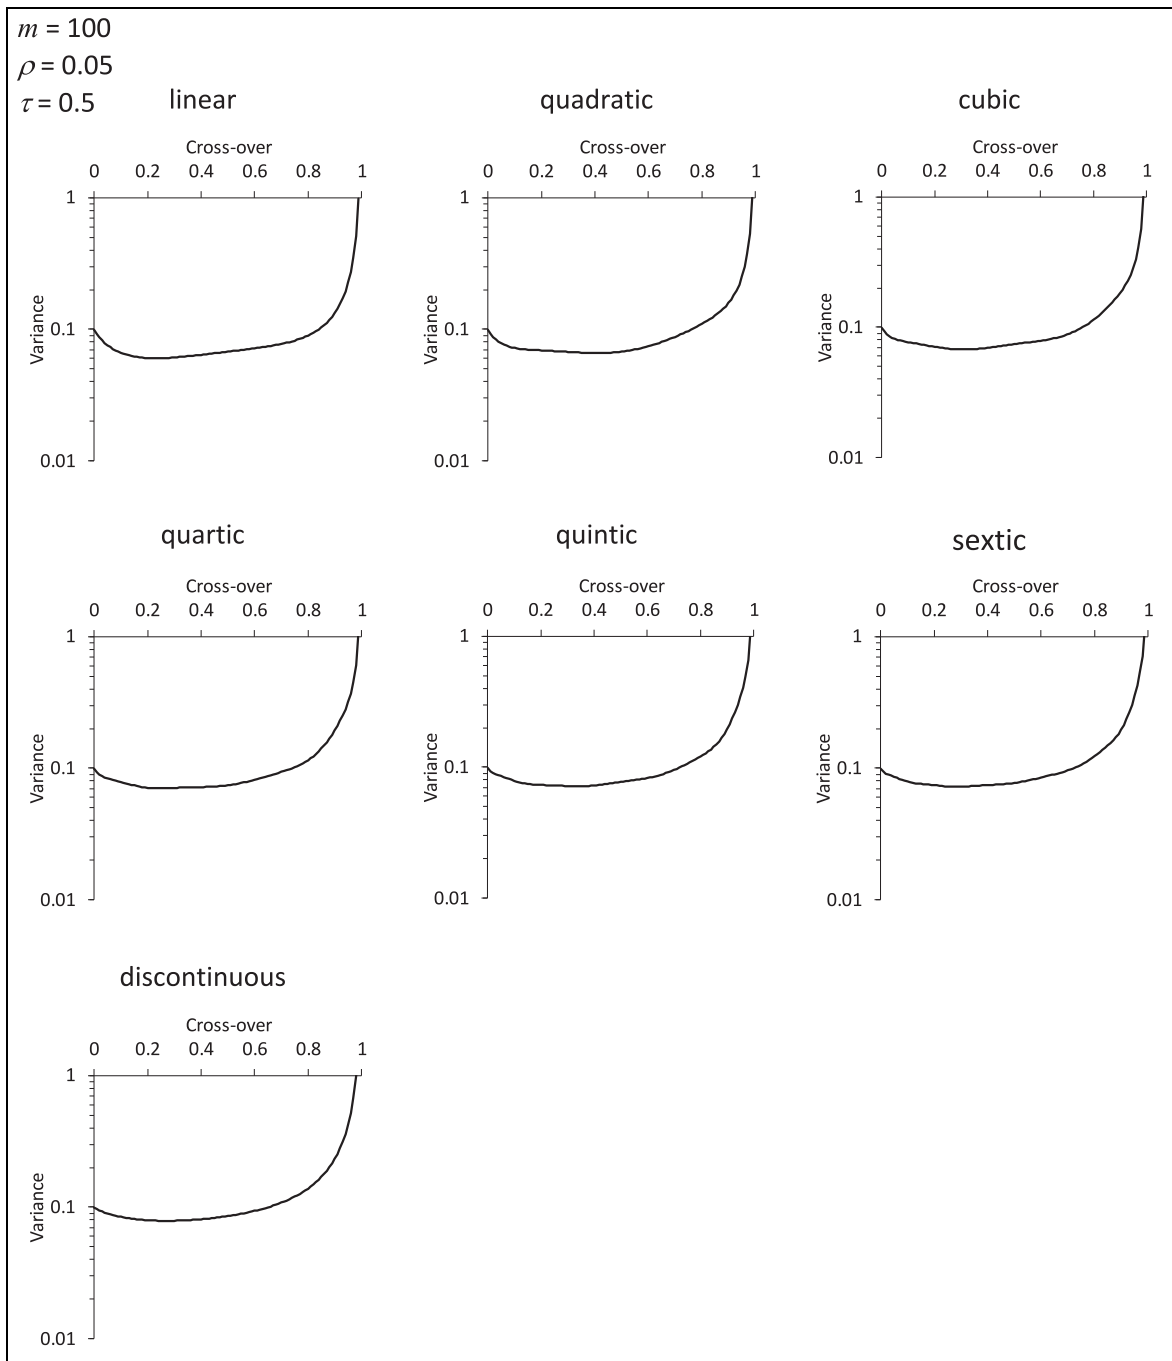 m = 100
ρ = 0.05
τ = 0.5
linear
quadratic
cubic
Cross-over
Cross-over
Cross-over
0 0.2 0.4 0.6 0.8 1
0 0.2 0.4 0.6 0.8 1
0 0.2 0.4 0.6 0.8 1
1
1
1
Variance
0.1
Variance
0.1
Variance
0.1
0.01
0.01
0.01
quartic
quintic
sextic
Cross-over
Cross-over
Cross-over
0 0.2 0.4 0.6 0.8 1
0 0.2 0.4 0.6 0.8 1
0 0.2 0.4 0.6 0.8 1
1
1
1
Variance
0.1
Variance
0.1
Variance
0.1
0.01
0.01
0.01
discontinuous
Cross-over
0 0.2 0.4 0.6 0.8 1
1
Variance
0.1
0.01